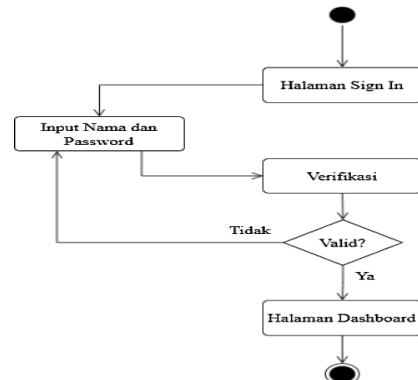 Halaman Sign In
Input Nama dan
Password
Verifikasi
Valid?
Tidak
Ya
Halaman Dashboard